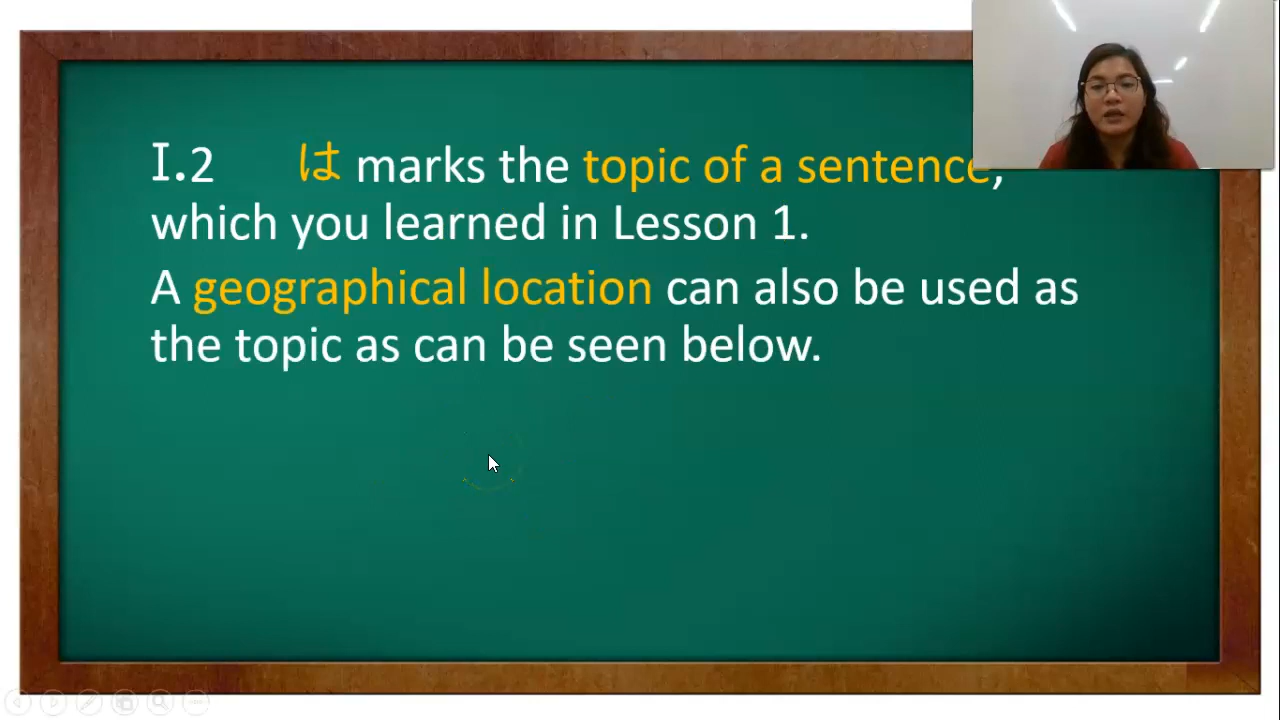 I.2 は marks the topic of a sentence,
which you learned in Lesson 1.
A geographical location can also be used as
the topic as can be seen below.